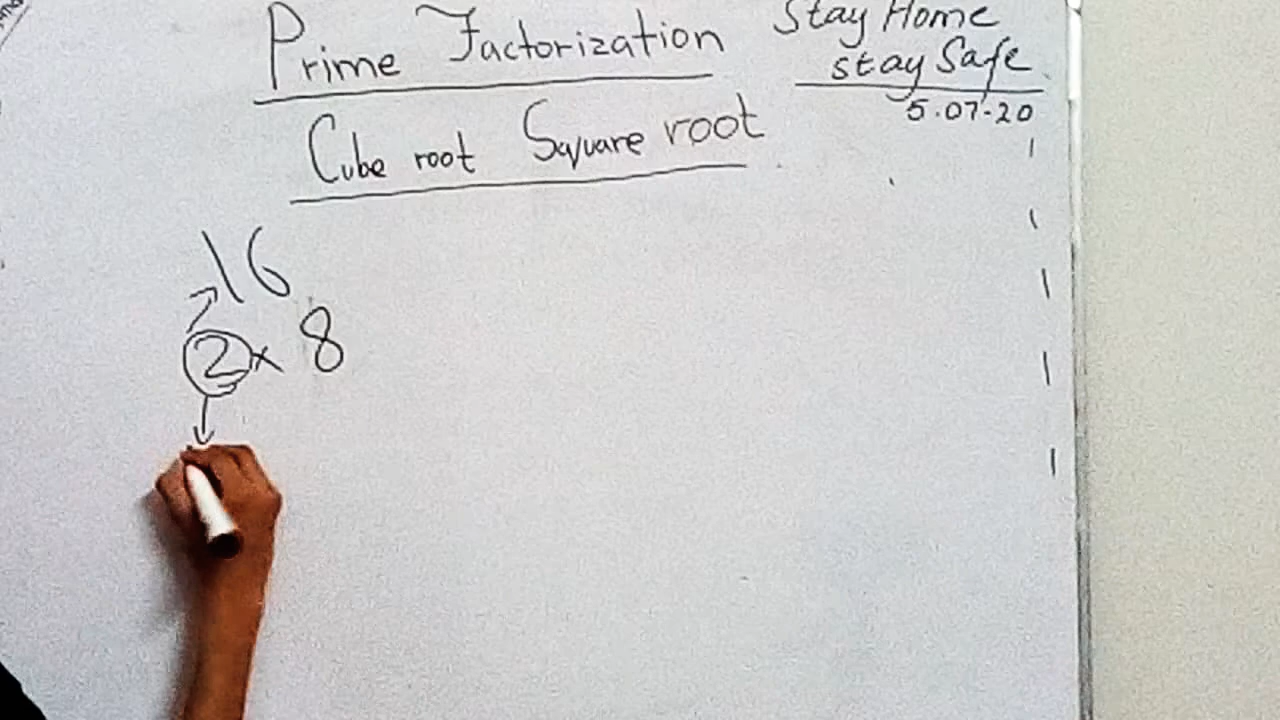 Prime Factorization
Stay Home
stay Safe
5.07-20
Cube root Square root
16
2 x 8